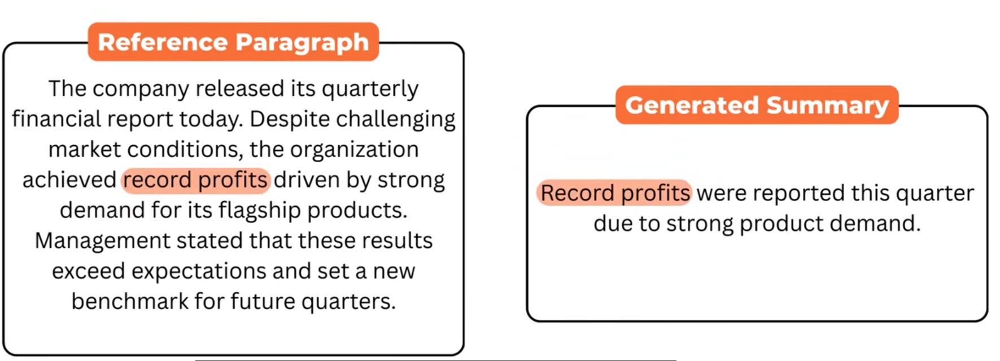 Reference Paragraph
The company released its quarterly
financial report today. Despite challenging
market conditions, the organization
achieved record profits driven by strong
demand for its flagship products.
Management stated that these results
exceed expectations and set a new
benchmark for future quarters.
Generated Summary
Record profits were reported this quarter
due to strong product demand.